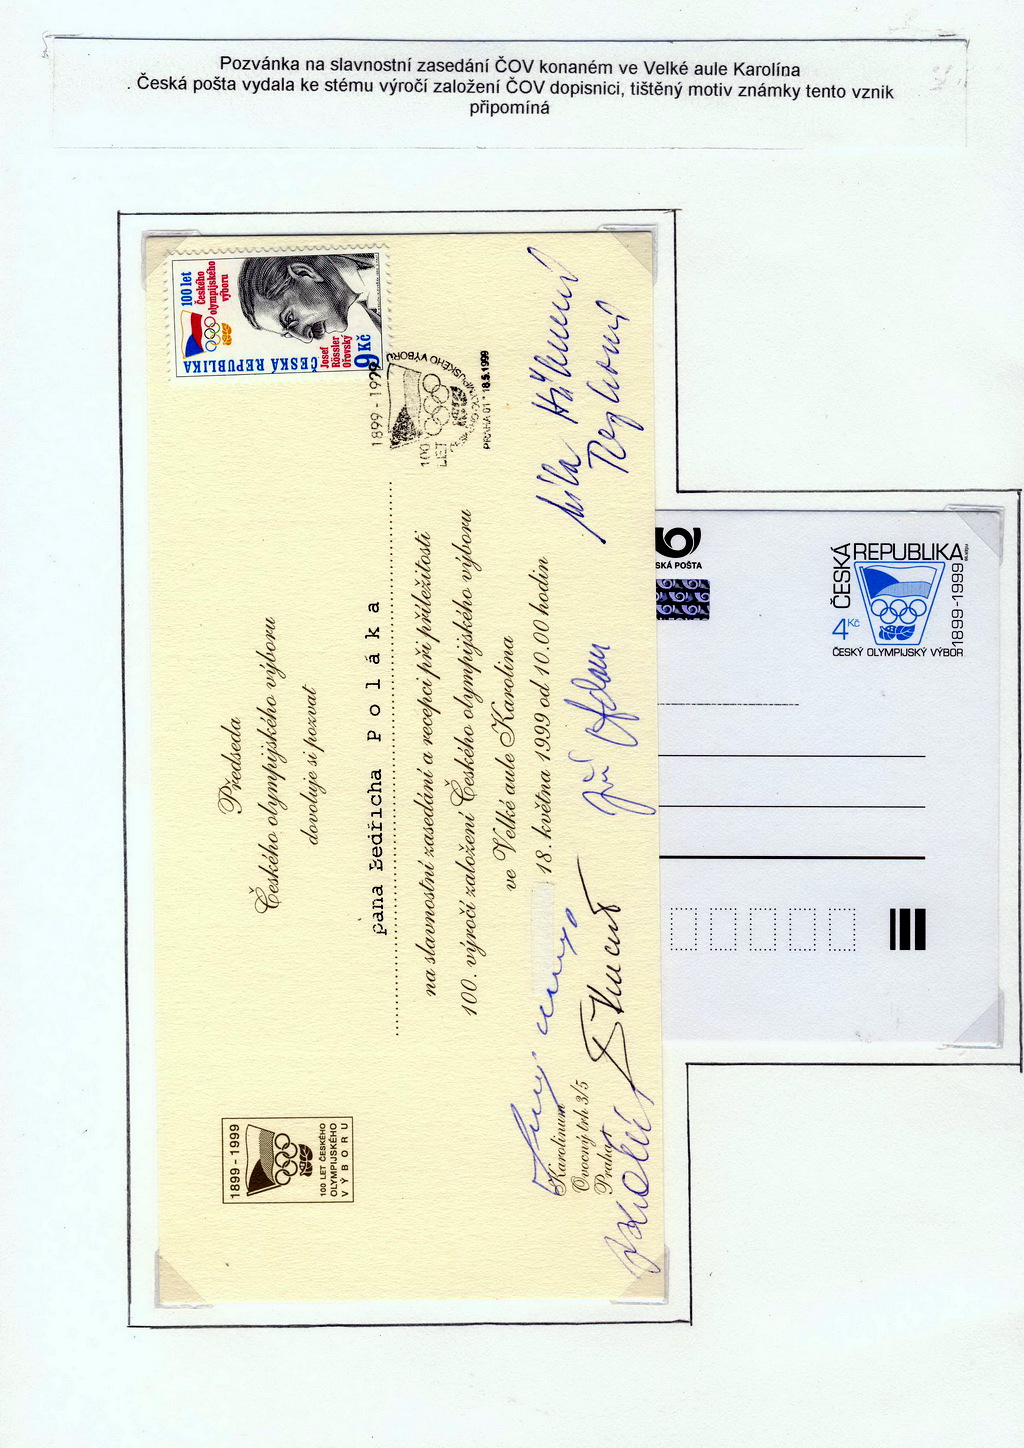 Pozvánka na slavnostní zasedání ČOV konaném ve Velké aule Karolína
. Česká pošta vydala ke stému výročí založení ČOV dopisnici, tištěný motiv známky tento vznik
připomíná
100 let
Českého
olympijského
výboru
Josef
Rössler
Ořovský
9 Kč
ČESKÁ REPUBLIKA
1899 - 1999
100
LET
PRAHA 01 * 18.5.1999
1899 - 1999
100 LET ČESKÉHO
OLYMPIJSKÉHO
VÝBORU
Předseda
Českého olympijského výboru
dovoluje si pozvat
pana Bedřicha Poláka
na slavnostní zasedání a recepci při příležitosti
100. výročí založení Českého olympijského výboru
ve Velké aule Karolina
18. května 1999 od 10.00 hodin
Karolinum
Ovocný trh 3/5
Praha 1
Jiří Adam
SKÁ POŠTA
ČESKÁ REPUBLIKA
1899-1999
4 Kč
ČESKÝ OLYMPIJSKÝ VÝBOR